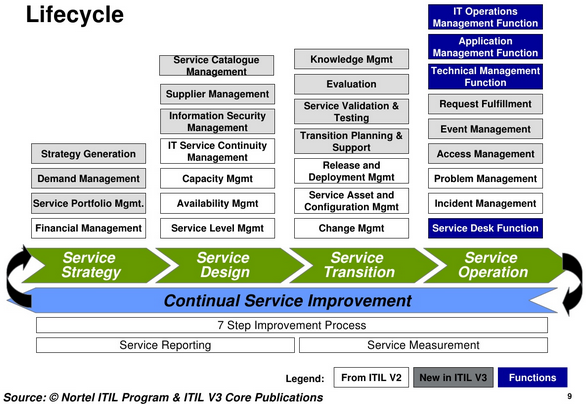 Lifecycle
IT Operations
Management Function
Application
Management Function
Technical Management
Function
Request Fulfillment
Event Management
Access Management
Problem Management
Incident Management
Service Desk Function
Knowledge Mgmt
Evaluation
Service Validation &
Testing
Transition Planning &
Support
Release and
Deployment Mgmt
Service Asset and
Configuration Mgmt
Change Mgmt
Service Catalogue
Management
Supplier Management
Information Security
Management
IT Service Continuity
Management
Capacity Mgmt
Availability Mgmt
Service Level Mgmt
Strategy Generation
Demand Management
Service Portfolio Mgmt.
Financial Management
Service
Strategy
Service
Design
Service
Transition
Service
Operation
Continual Service Improvement
7 Step Improvement Process
Service Reporting
Service Measurement
Legend:
From ITIL V2
New in ITIL V3
Functions
Source: © Nortel ITIL Program & ITIL V3 Core Publications
9